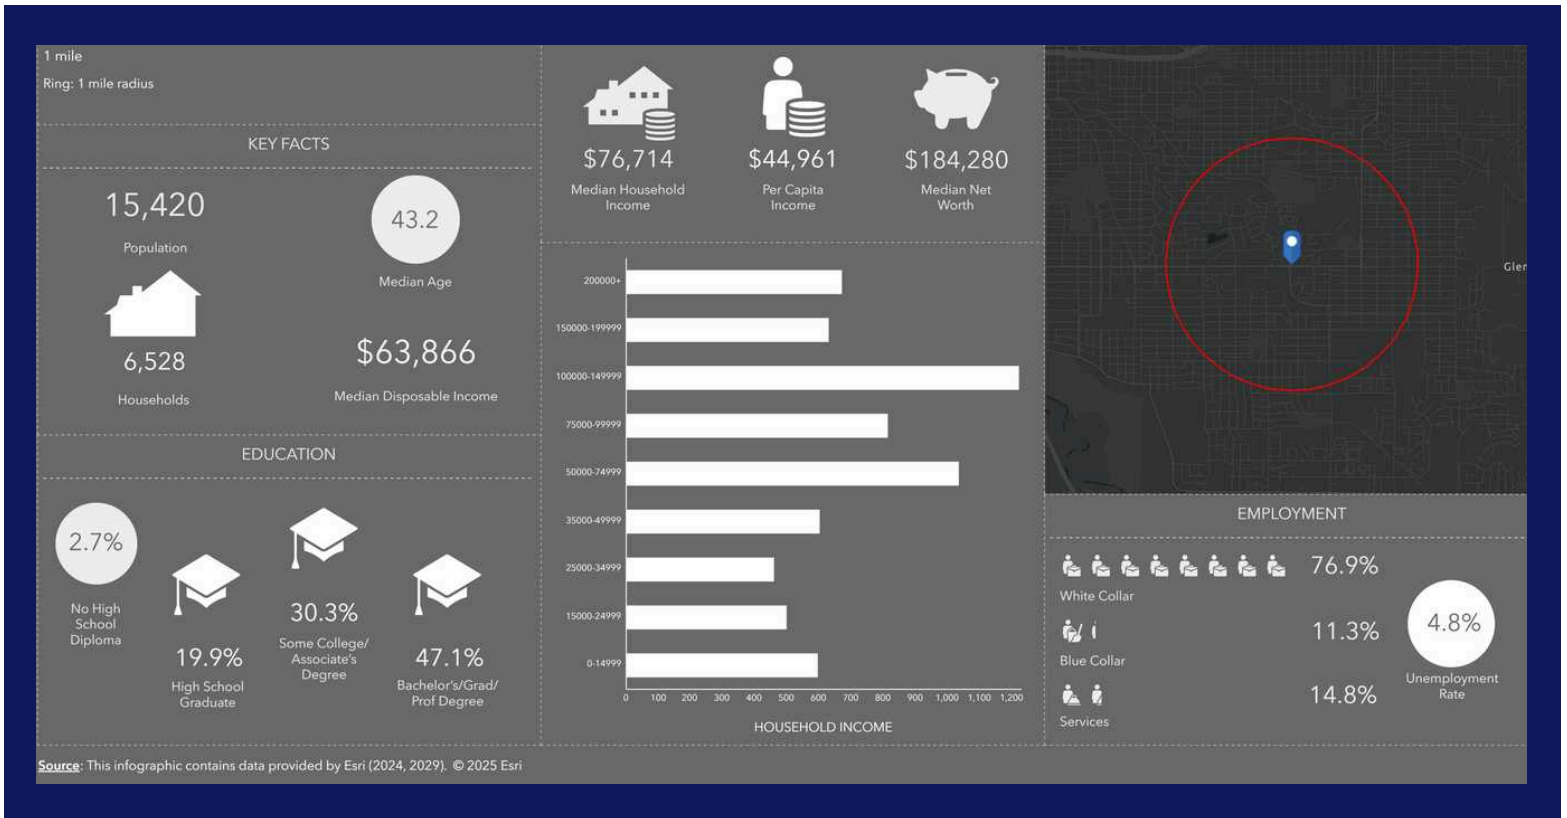 1 mile
Ring: 1 mile radius
KEY FACTS
15,420
Population
43.2
Median Age
6,528
Households
$63,866
Median Disposable Income
EDUCATION
2.7%
No High
School
Diploma
19.9%
High School
Graduate
30.3%
Some College/
Associate's
Degree
47.1%
Bachelor's/Grad/
Prof Degree
$76,714
Median Household
Income
$44,961
Per Capita
Income
$184,280
Median Net
Worth
200000+
150000-199999
100000-149999
75000-99999
50000-74999
35000-49999
25000-34999
15000-24999
0-14999
0 100 200 300 400 500 600 700 800 900 1,000 1,100 1,200
HOUSEHOLD INCOME
Gler
EMPLOYMENT
76.9%
White Collar
11.3%
Blue Collar
14.8%
Services
4.8%
Unemployment
Rate
Source: This infographic contains data provided by Esri (2024, 2029). © 2025 Esri